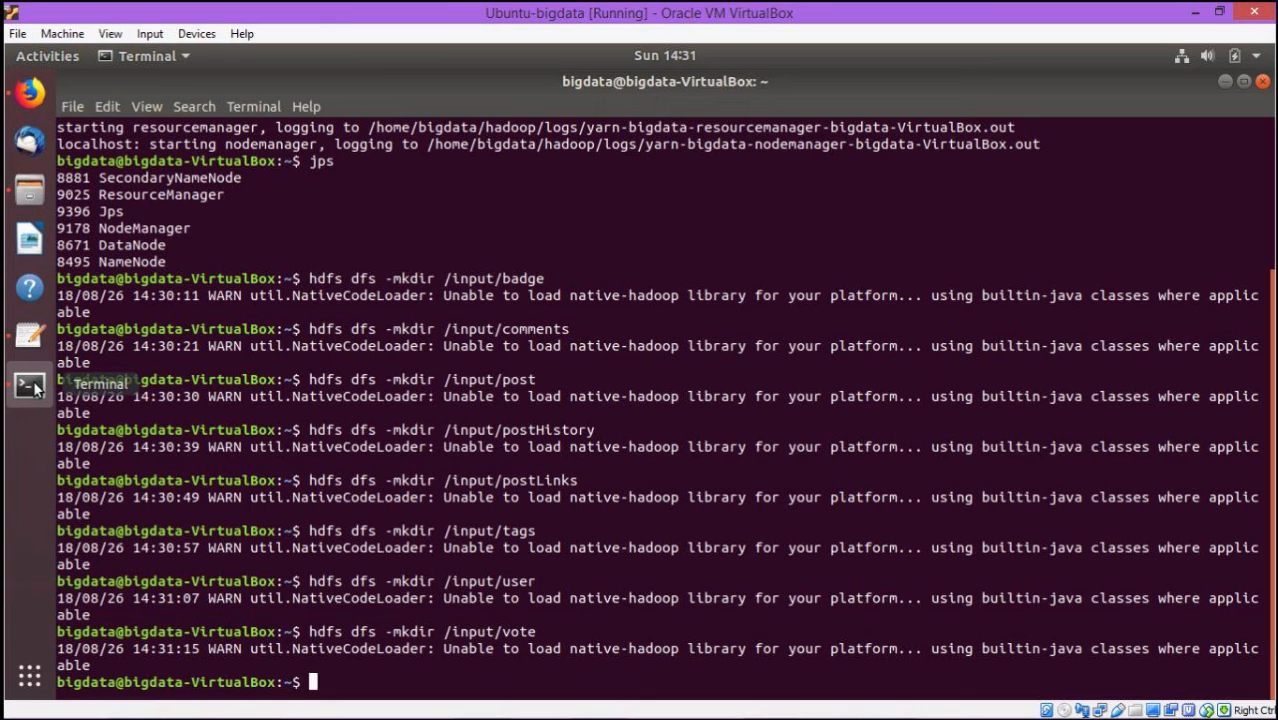 Ubuntu-bigdata [Running] - Oracle VM VirtualBox
File Machine View Input Devices Help
Activities Terminal Sun 14:31
bigdata@bigdata-VirtualBox: ~
File Edit View Search Terminal Help
starting resourcemanager, logging to /home/bigdata/hadoop/logs/yarn-bigdata-resourcemanager-bigdata-VirtualBox.out
localhost: starting nodemanager, logging to /home/bigdata/hadoop/logs/yarn-bigdata-nodemanager-bigdata-VirtualBox.out
bigdata@bigdata-VirtualBox:~$ jps
8881 SecondaryNameNode
9025 ResourceManager
9396 Jps
9178 NodeManager
8671 DataNode
8495 NameNode
bigdata@bigdata-VirtualBox:~$ hdfs dfs -mkdir /input/badge
18/08/26 14:30:11 WARN util.NativeCodeLoader: Unable to load native-hadoop library for your platform... using builtin-java classes where applic
able
bigdata@bigdata-VirtualBox:~$ hdfs dfs -mkdir /input/comments
18/08/26 14:30:21 WARN util.NativeCodeLoader: Unable to load native-hadoop library for your platform... using builtin-java classes where applic
able
bigdata@bigdata-VirtualBox:~$ hdfs dfs -mkdir /input/post
Terminal
18/08/26 14:30:30 WARN util.NativeCodeLoader: Unable to load native-hadoop library for your platform... using builtin-java classes where applic
able
bigdata@bigdata-VirtualBox:~$ hdfs dfs -mkdir /input/postHistory
18/08/26 14:30:39 WARN util.NativeCodeLoader: Unable to load native-hadoop library for your platform... using builtin-java classes where applic
able
bigdata@bigdata-VirtualBox:~$ hdfs dfs -mkdir /input/postLinks
18/08/26 14:30:49 WARN util.NativeCodeLoader: Unable to load native-hadoop library for your platform... using builtin-java classes where applic
able
bigdata@bigdata-VirtualBox:~$ hdfs dfs -mkdir /input/tags
18/08/26 14:30:57 WARN util.NativeCodeLoader: Unable to load native-hadoop library for your platform... using builtin-java classes where applic
able
bigdata@bigdata-VirtualBox:~$ hdfs dfs -mkdir /input/user
18/08/26 14:31:07 WARN util.NativeCodeLoader: Unable to load native-hadoop library for your platform... using builtin-java classes where applic
able
bigdata@bigdata-VirtualBox:~$ hdfs dfs -mkdir /input/vote
18/08/26 14:31:15 WARN util.NativeCodeLoader: Unable to load native-hadoop library for your platform... using builtin-java classes where applic
able
bigdata@bigdata-VirtualBox:~$
Right Ctrl